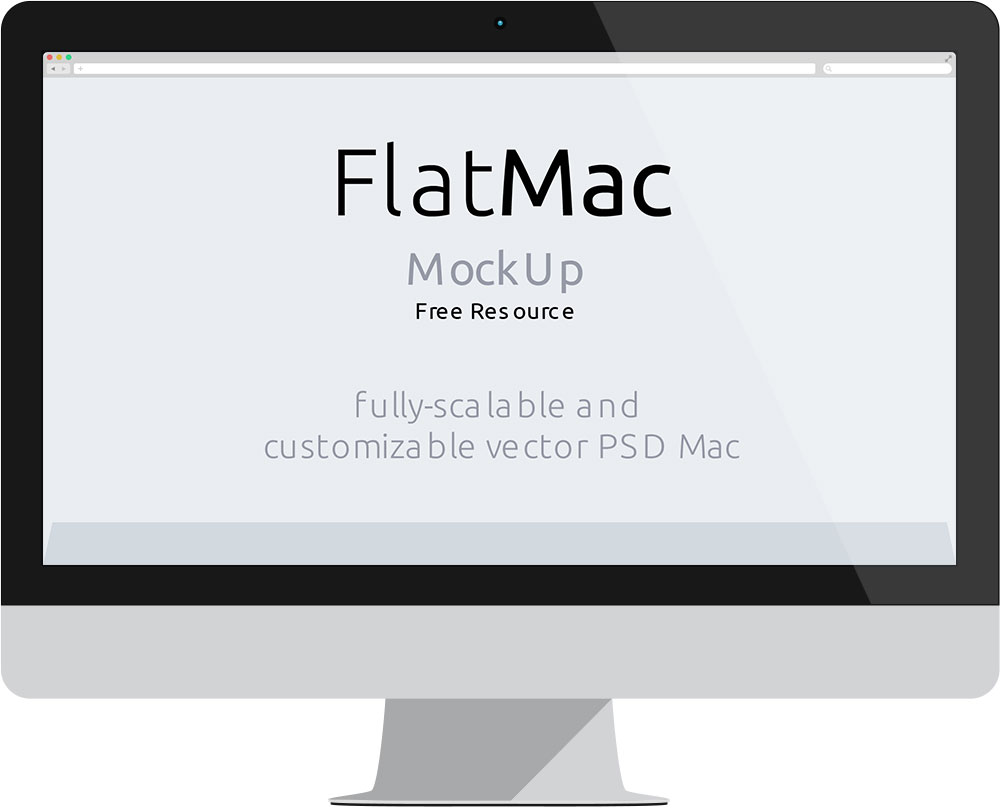 FlatMac
MockUp
Free Resource
fully-scalable and
customizable vector PSD Mac